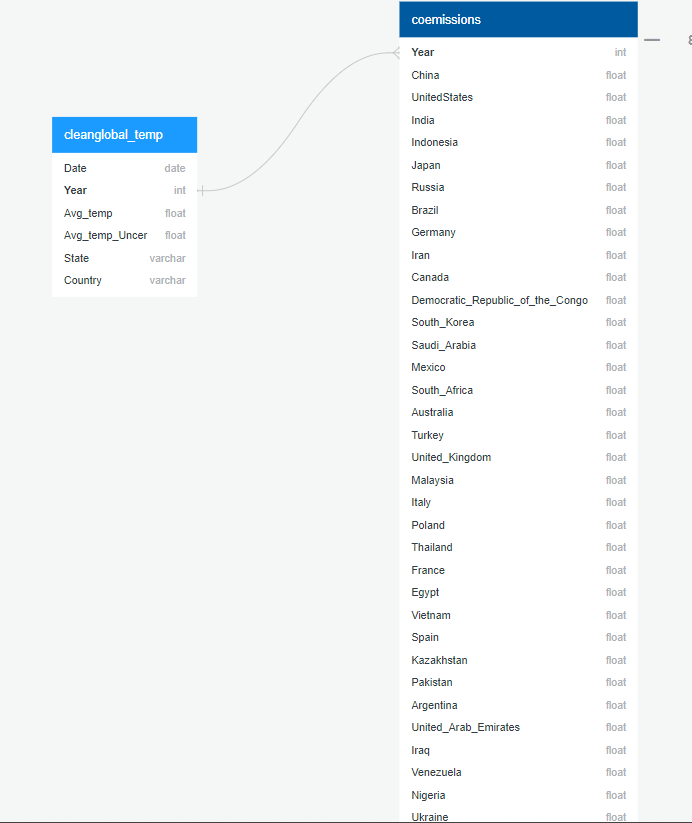 coemissions
Year int
China float
UnitedStates float
India float
Indonesia float
Japan float
Russia float
Brazil float
Germany float
Iran float
Canada float
Democratic_Republic_of_the_Congo float
South_Korea float
Saudi_Arabia float
Mexico float
South_Africa float
Australia float
Turkey float
United_Kingdom float
Malaysia float
Italy float
Poland float
Thailand float
France float
Egypt float
Vietnam float
Spain float
Kazakhstan float
Pakistan float
Argentina float
United_Arab_Emirates float
Iraq float
Venezuela float
Nigeria float
Ukraine float
cleanglobal_temp
Date date
Year int
Avg_temp float
Avg_temp_Uncer float
State varchar
Country varchar